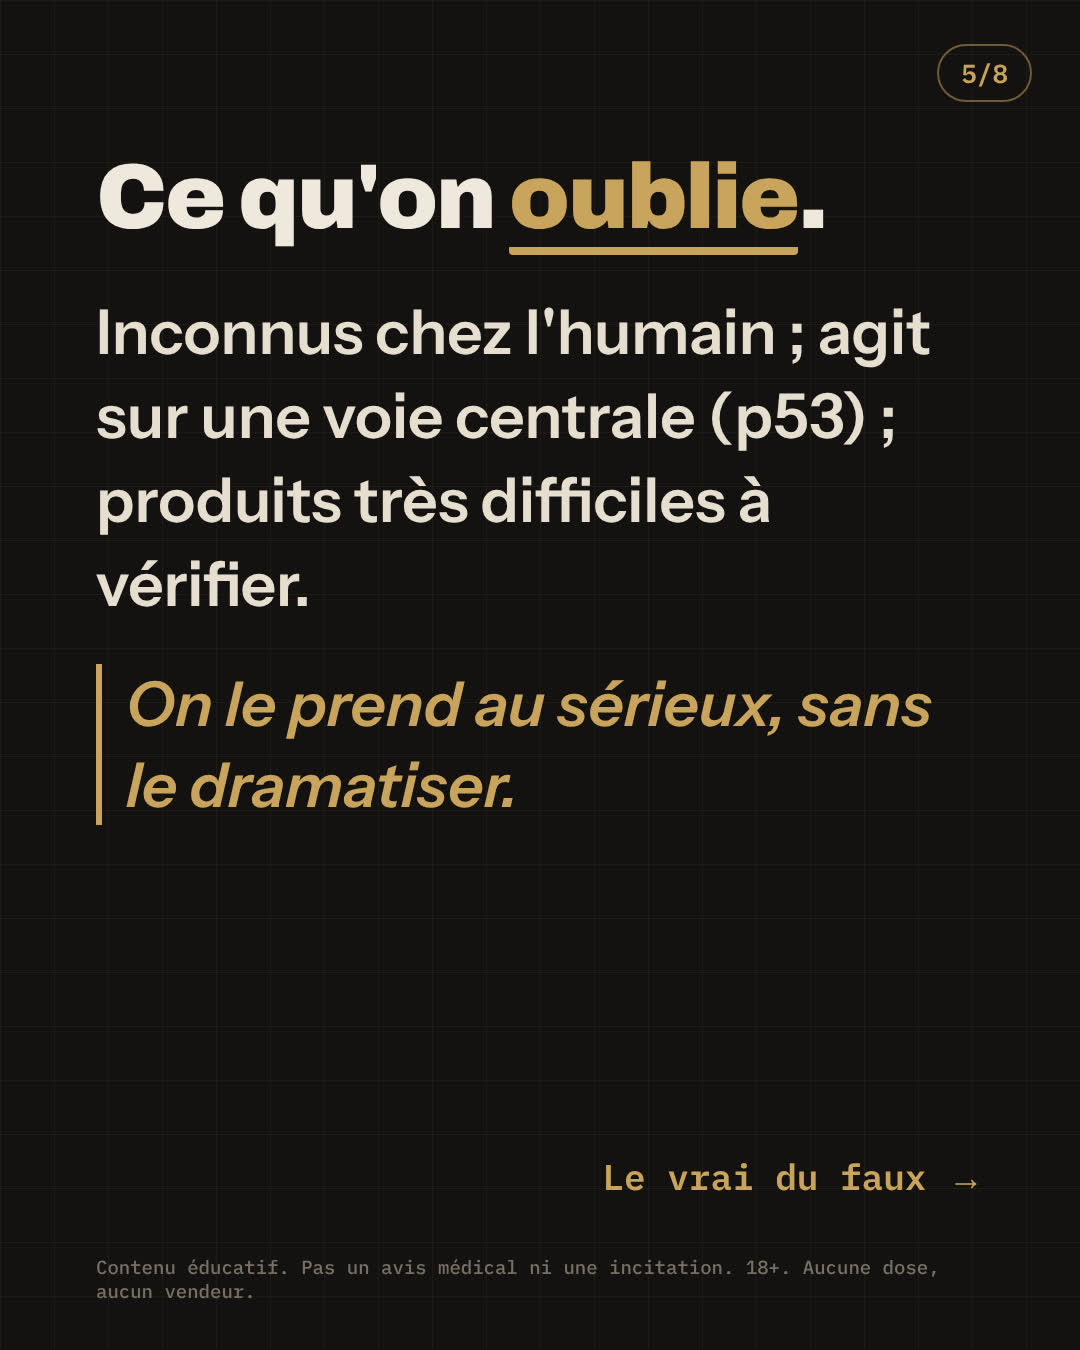 5/8
Ce qu'on oublie.
Inconnus chez l'humain ; agit
sur une voie centrale (p53) ;
produits très difficiles à
vérifier.
On le prend au sérieux, sans
le dramatiser.
Le vrai du faux →
Contenu éducatif. Pas un avis médical ni une incitation. 18+. Aucune dose,
aucun vendeur.